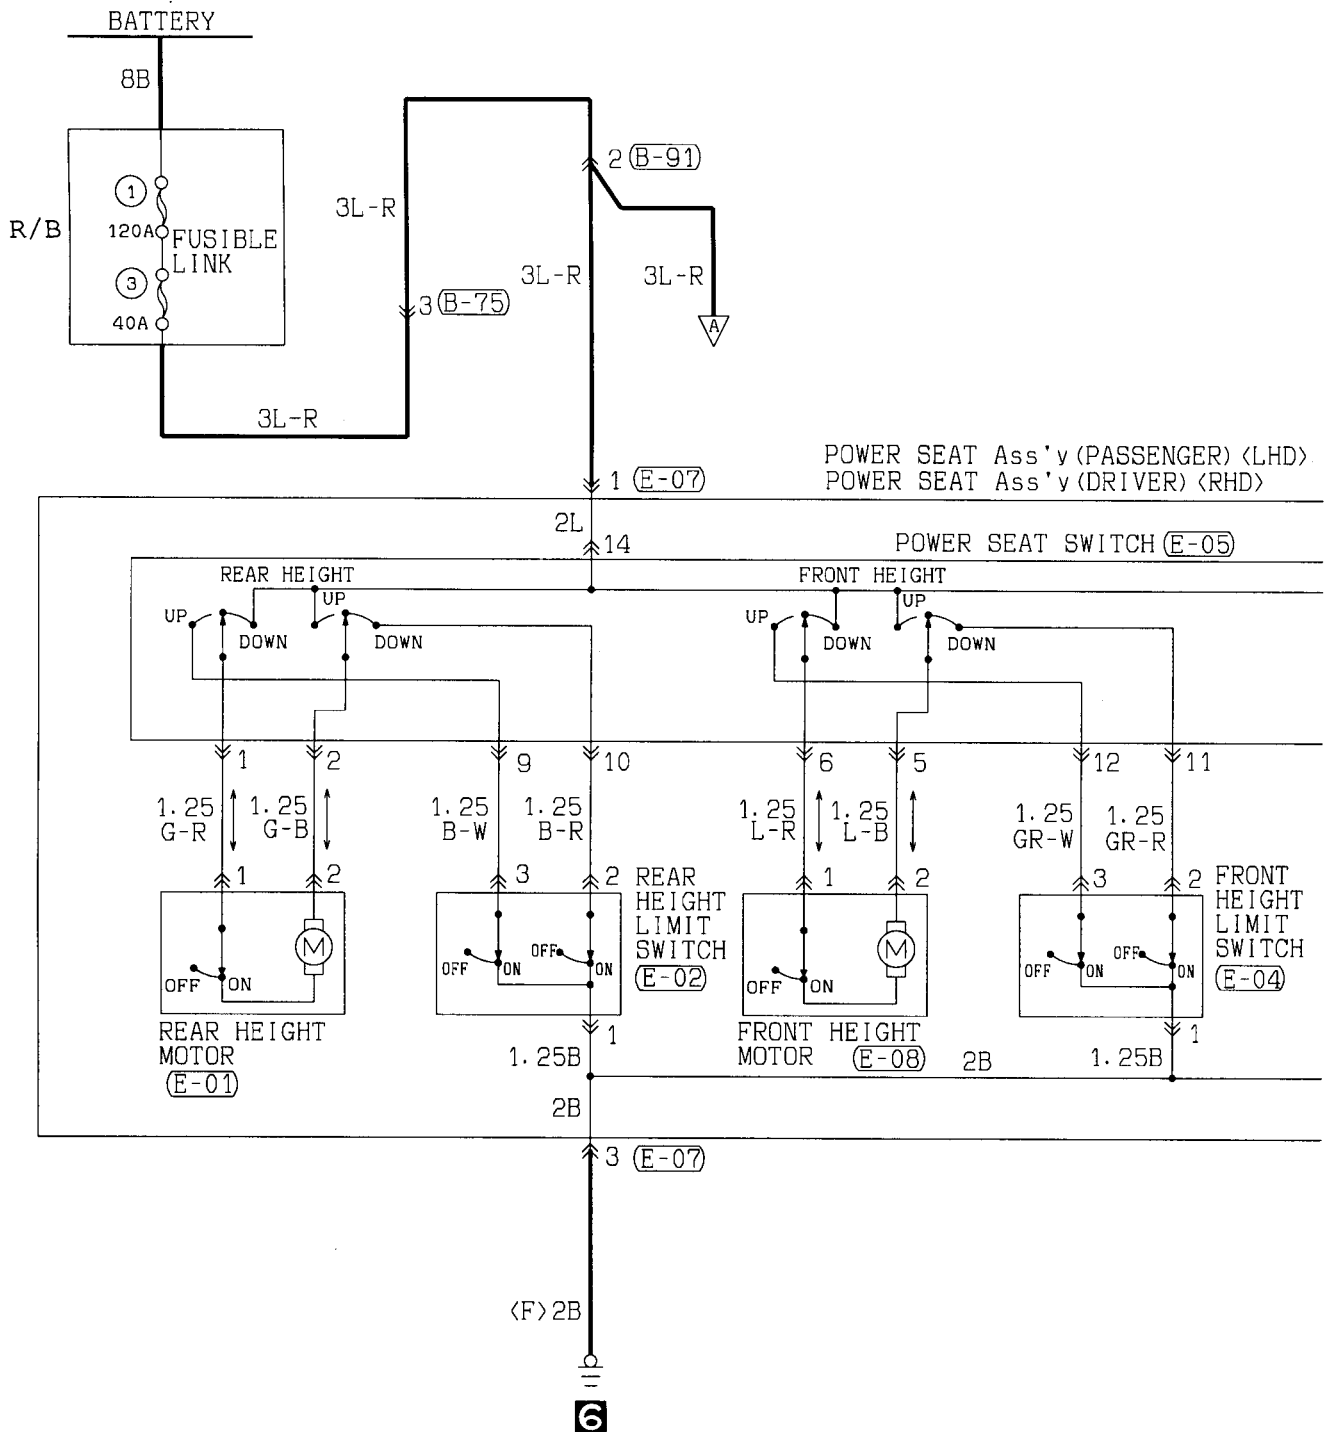 BATTERY
8B
R/B
1
120A
FUSIBLE
LINK
3
40A
3L-R
3L-R
3 (B-75)
2 (B-91)
3L-R
3L-R
A
POWER SEAT Ass'y (PASSENGER) <LHD>
POWER SEAT Ass'y (DRIVER) <RHD>
1 (E-07)
2L
14
POWER SEAT SWITCH (E-05)
REAR HEIGHT
FRONT HEIGHT
UP
DOWN
UP
DOWN
UP
DOWN
UP
DOWN
1
2
9
10
6
5
12
11
1.25
G-R
1.25
G-B
1.25
B-W
1.25
B-R
1.25
L-R
1.25
L-B
1.25
GR-W
1.25
GR-R
1
2
3
2
1
2
3
2
REAR
HEIGHT
LIMIT
SWITCH
(E-02)
FRONT
HEIGHT
LIMIT
SWITCH
(E-04)
M
OFF
ON
OFF
ON
OFF
ON
M
OFF
ON
OFF
ON
OFF
ON
REAR HEIGHT
MOTOR
(E-01)
1
1.25B
FRONT HEIGHT
MOTOR (E-08)
2B
1
1.25B
2B
3 (E-07)
<F>2B
6